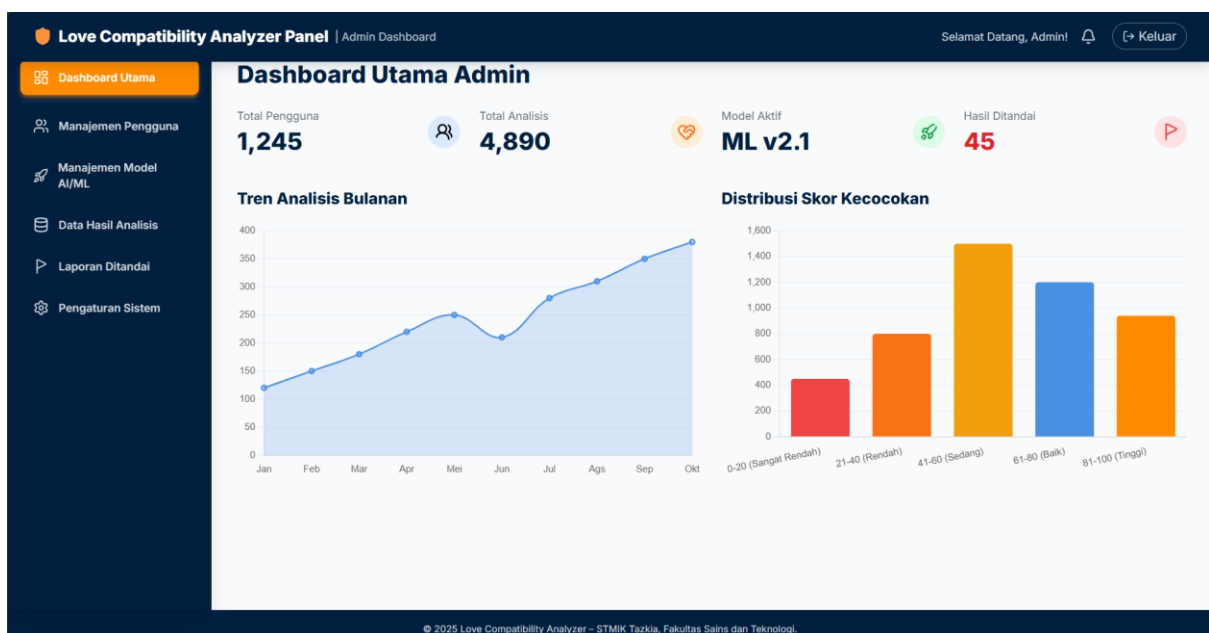 Love Compatibility Analyzer Panel | Admin Dashboard
Selamat Datang, Admin!
Keluar
Dashboard Utama
Manajemen Pengguna
Manajemen Model
AI/ML
Data Hasil Analisis
Laporan Ditandai
Pengaturan Sistem
Dashboard Utama Admin
Total Pengguna
1,245
Total Analisis
4,890
Model Aktif
ML v2.1
Hasil Ditandai
45
Tren Analisis Bulanan
400
350
300
250
200
150
100
50
0
Jan Feb Mar Apr Mei Jun Jul Ags Sep Okt
Distribusi Skor Kecocokan
1,600
1,400
1,200
1,000
800
600
400
200
0
0-20 (Sangat Rendah) 21-40 (Rendah) 41-60 (Sedang) 61-80 (Baik) 81-100 (Tinggi)
© 2025 Love Compatibility Analyzer – STMIK Tazkia, Fakultas Sains dan Teknologi.